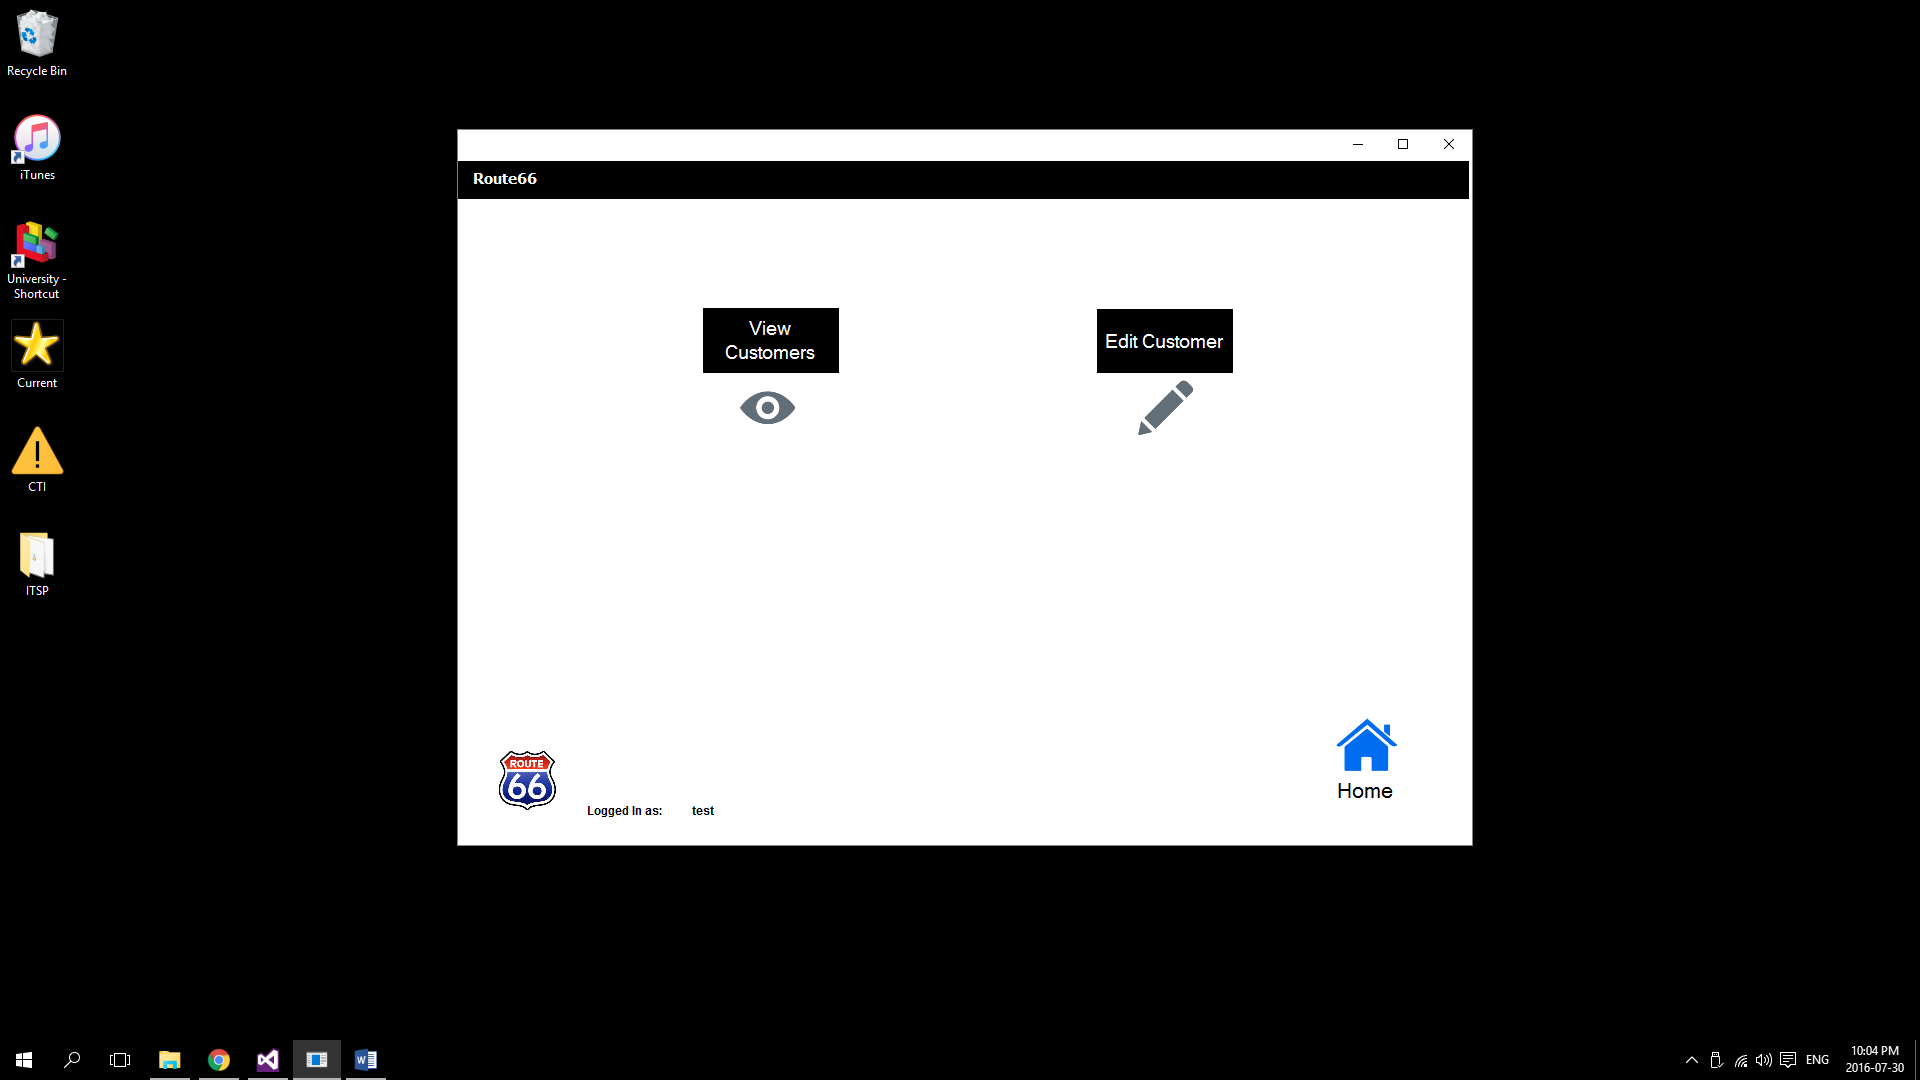 Recycle Bin
iTunes
University -
Shortcut
Current
CTI
ITSP
Route66
View
Customers
Edit Customer
ROUTE
66
Logged In as: test
Home
ENG
10:04 PM
2016-07-30